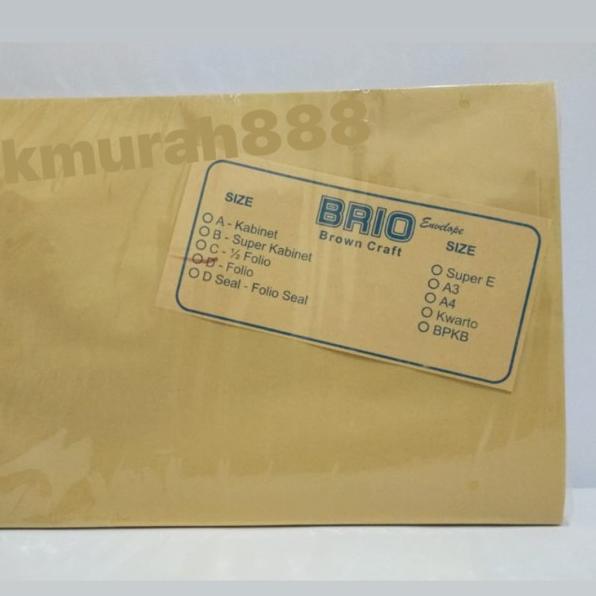 kmurah888
BRIO Envelope
Brown Craft
SIZE
A - Kabinet
B - Super Kabinet
C - ½ Folio
D - Folio
D Seal - Folio Seal
SIZE
Super E
A3
A4
Kwarto
BPKB